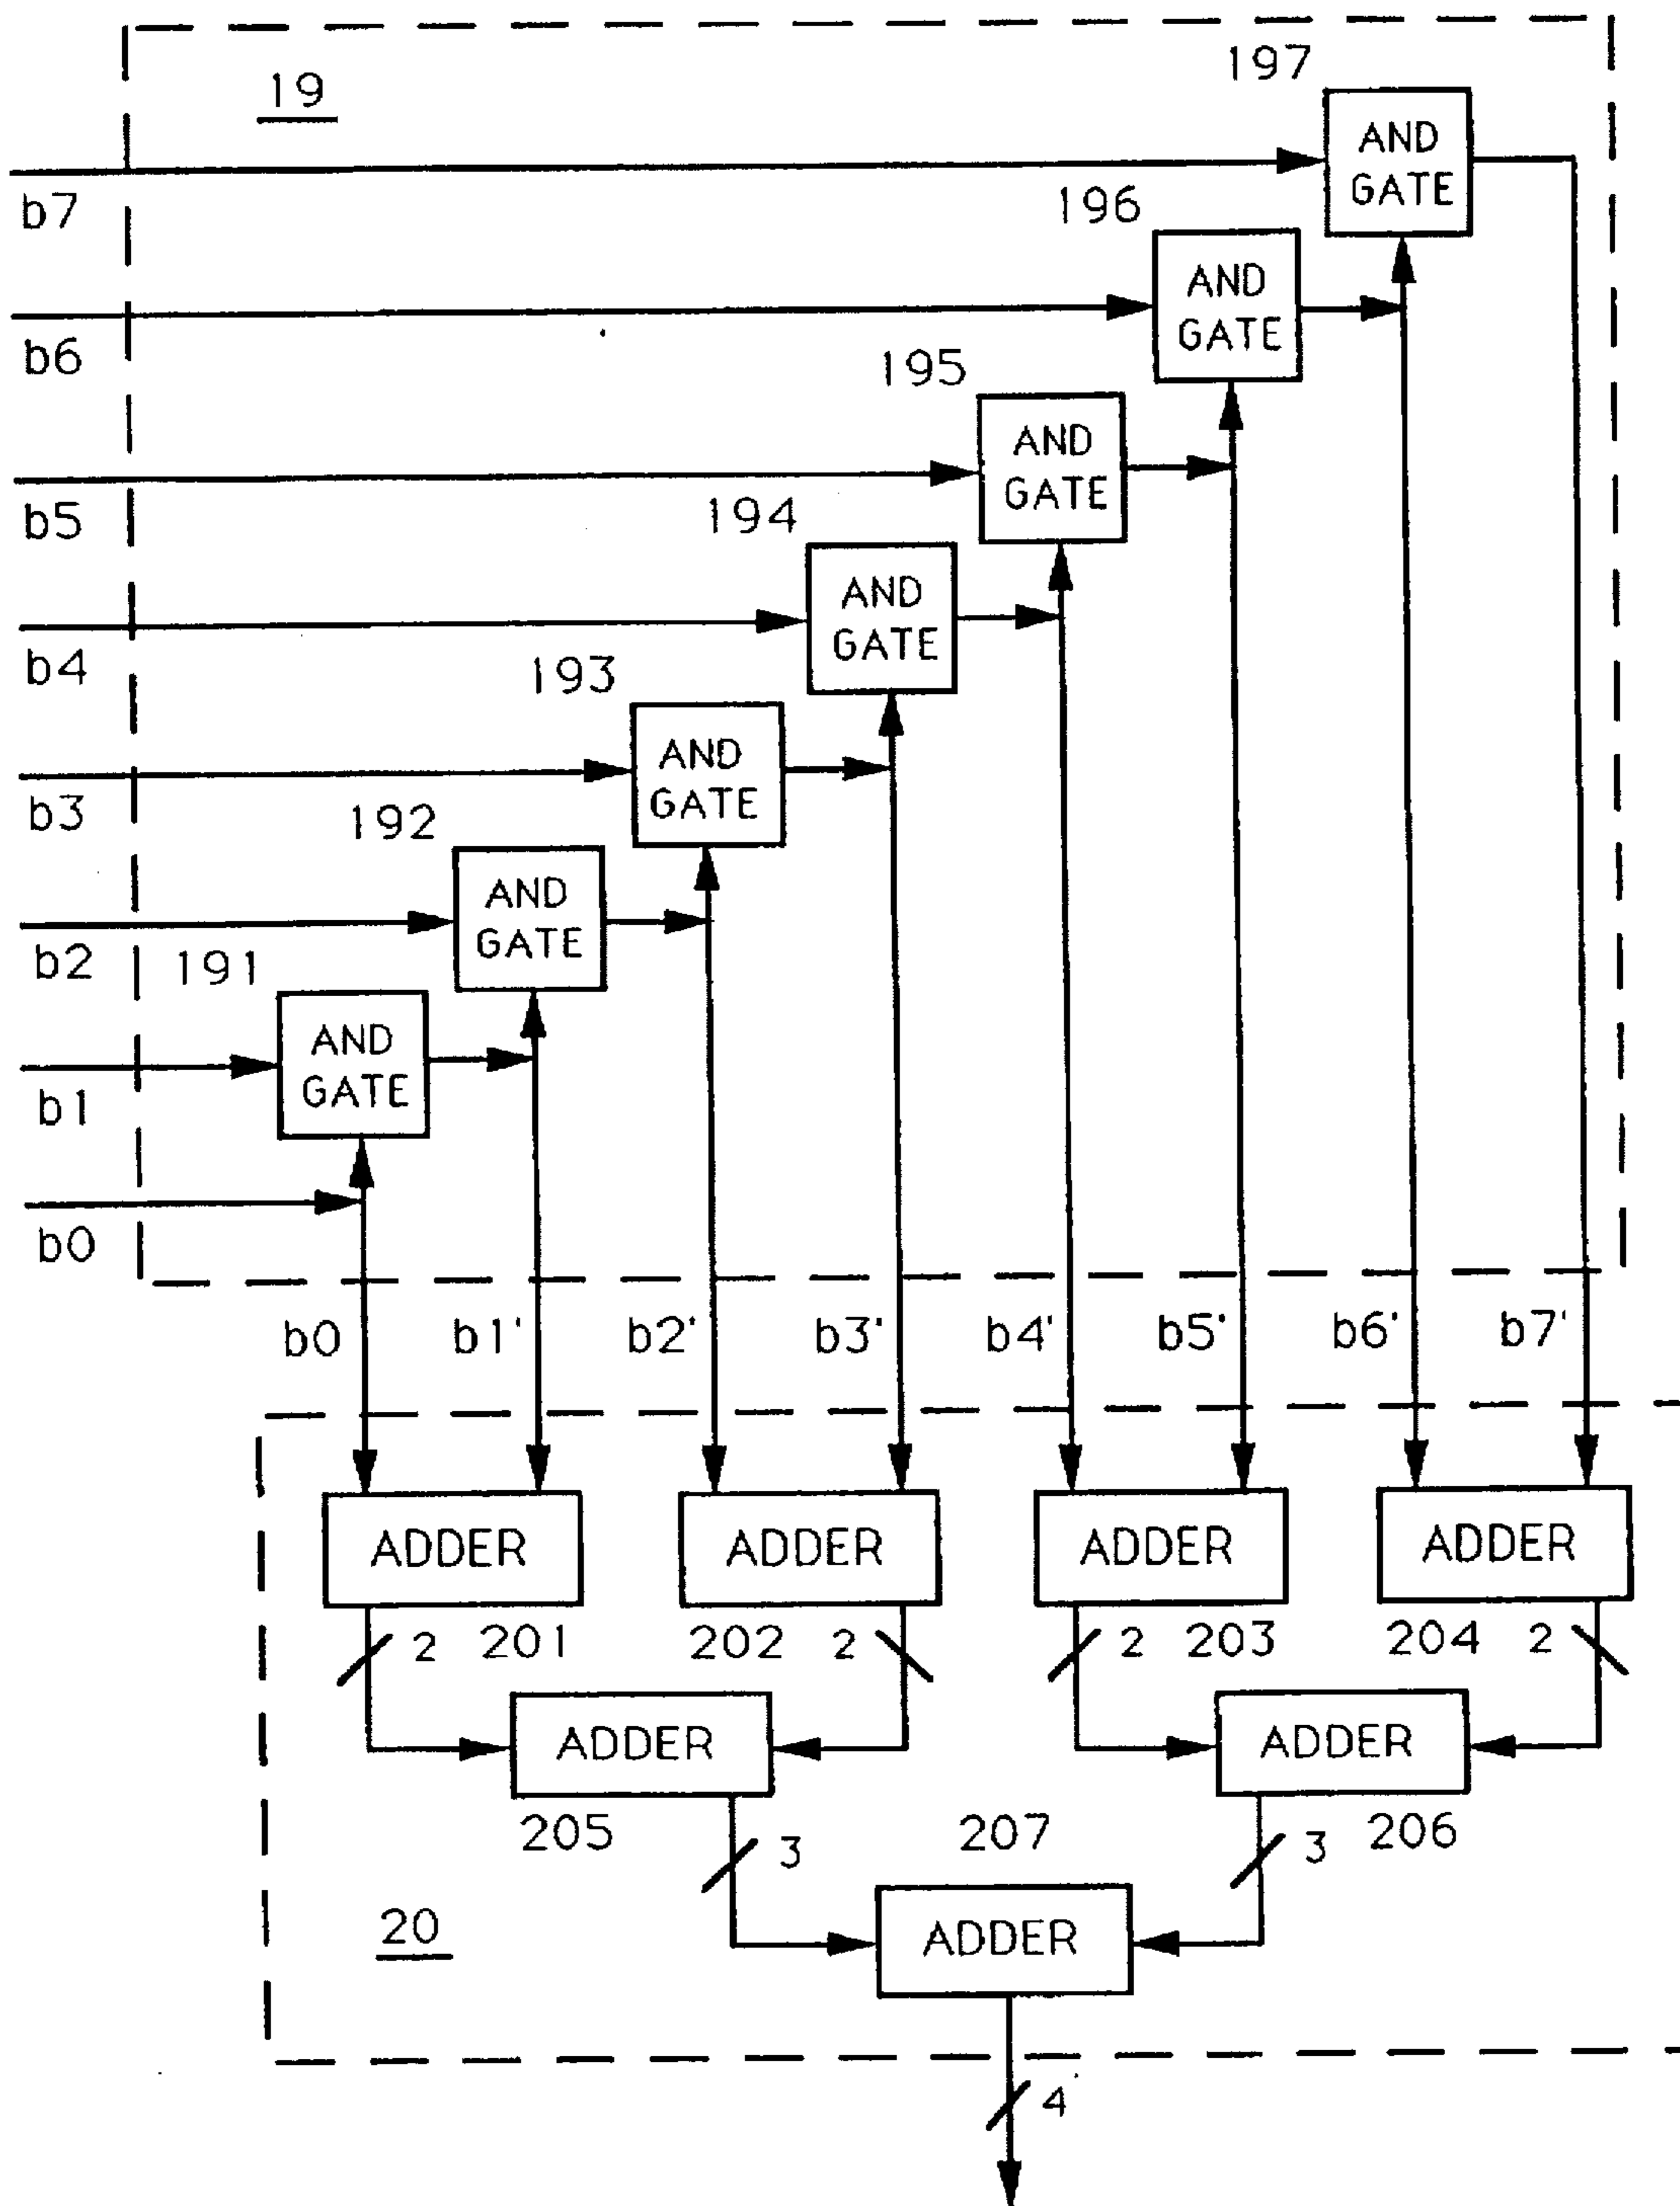 197
19
AND
GATE
b7
196
AND
GATE
b6
195
AND
GATE
b5
194
AND
GATE
b4
193
AND
GATE
b3
192
AND
GATE
b2
191
AND
GATE
b1
b0
b0 b1' b2' b3' b4' b5' b6' b7'
ADDER ADDER ADDER ADDER
2 201 202 2 2 203 204 2
ADDER ADDER
205 207 206
3 3
20
ADDER
4